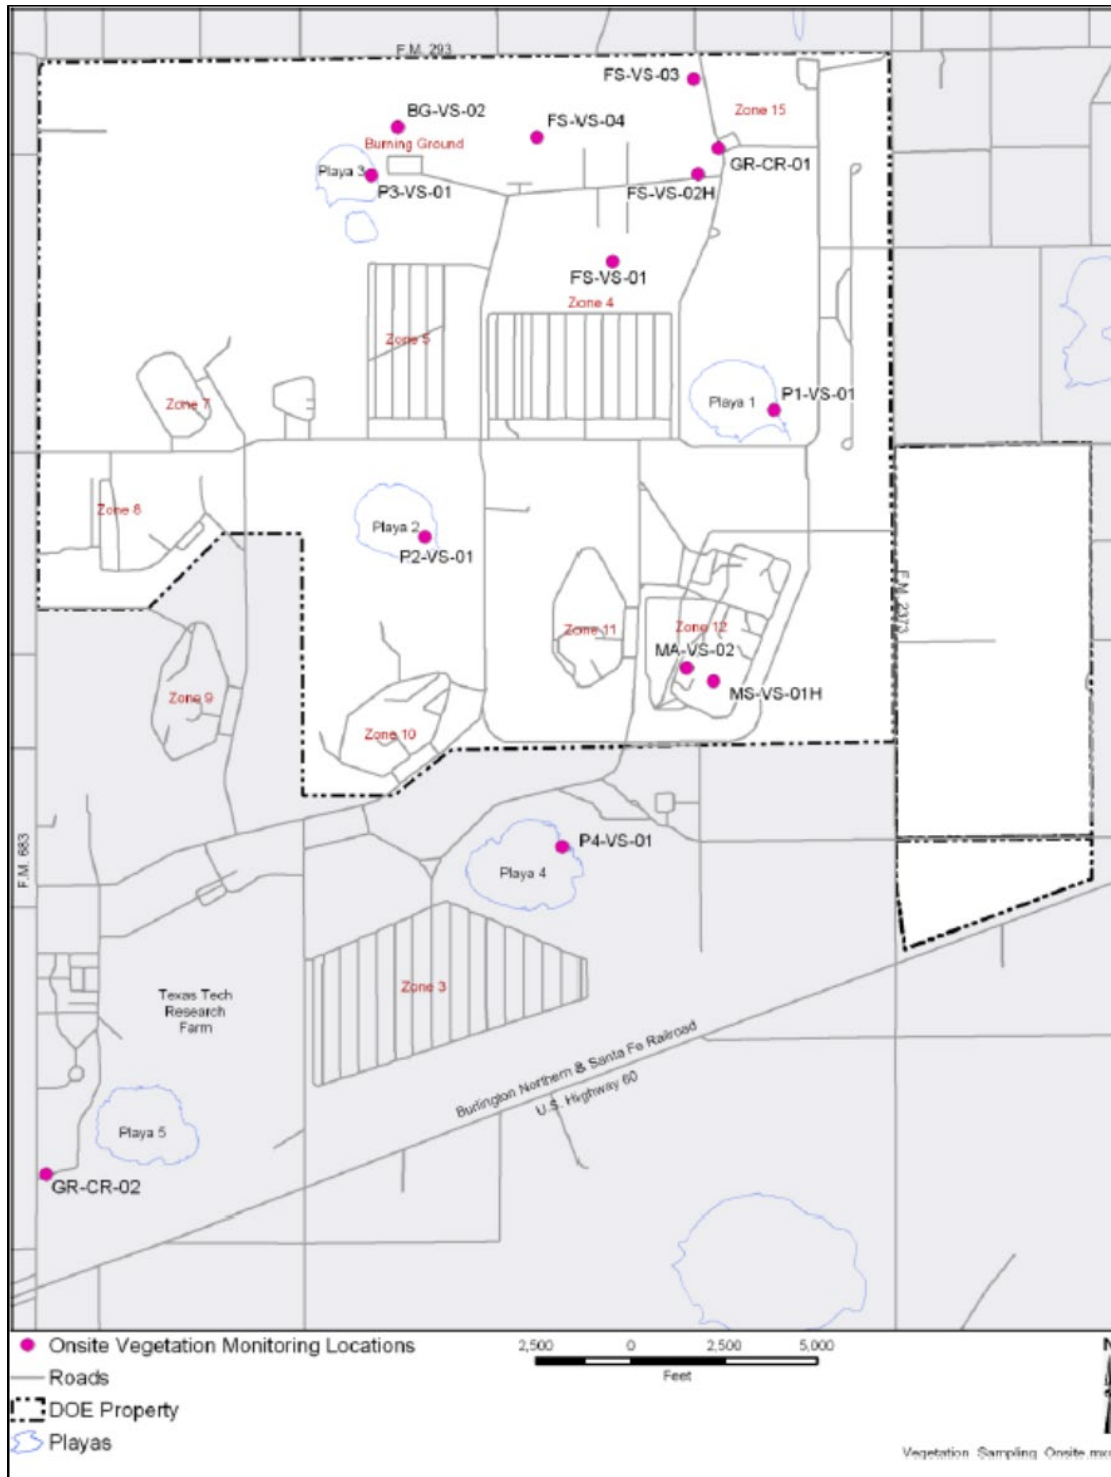 F.M. 293
FS-VS-03
Zone 15
BG-VS-02
FS-VS-04
Burning Ground
GR-CR-01
Playa 3
P3-VS-01
FS-VS-02H
FS-VS-01
Zone 4
Zone 5
Zone 7
Playa 1
P1-VS-01
Zone 8
Playa 2
P2-VS-01
F.M. 2373
Zone 11
Zone 12
MA-VS-02
MS-VS-01H
Zone 9
Zone 10
F.M. 683
P4-VS-01
Playa 4
Zone 3
Texas Tech
Research
Farm
Burlington Northern & Santa Fe Railroad
U.S. Highway 60
Playa 5
GR-CR-02
Onsite Vegetation Monitoring Locations
Roads
DOE Property
Playas
2,500 0 2,500 5,000
Feet
Vegetation_Sampling_Onsite.mx